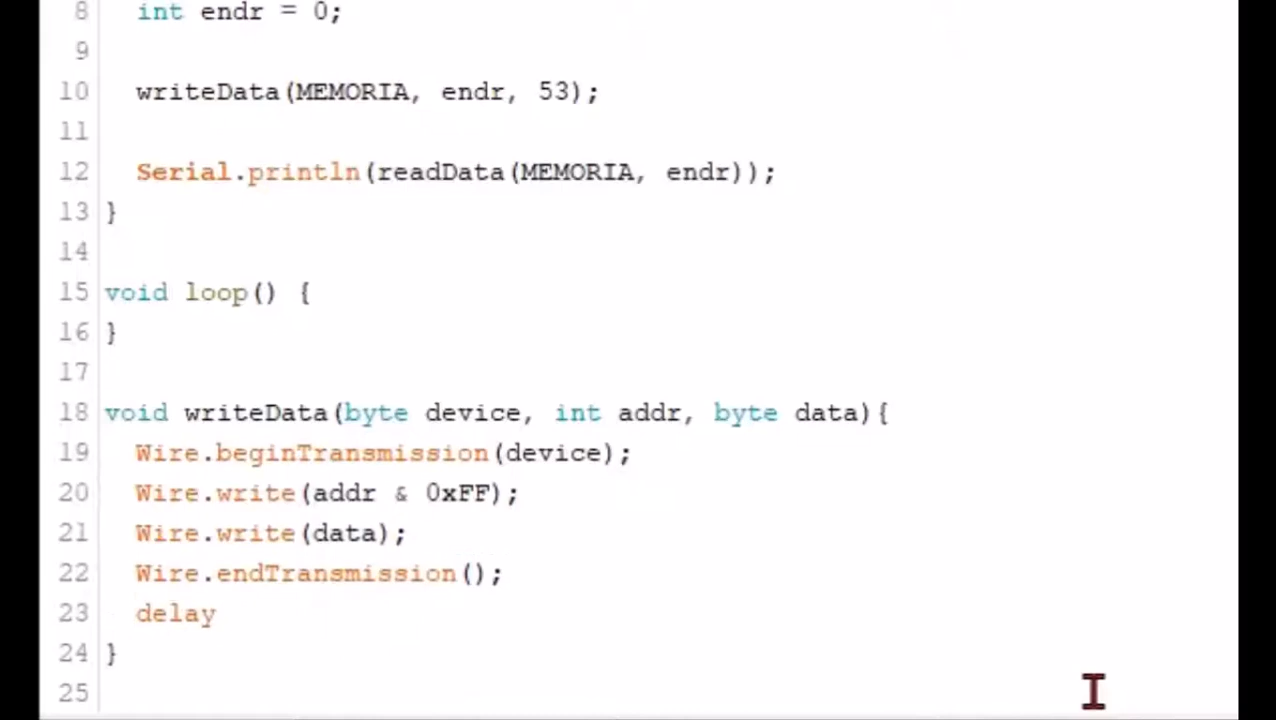 8 int endr = 0;
9
10 writeData(MEMORIA, endr, 53);
11
12 Serial.println(readData(MEMORIA, endr));
13 }
14
15 void loop() {
16 }
17
18 void writeData(byte device, int addr, byte data){
19 Wire.beginTransmission(device);
20 Wire.write(addr & 0xFF);
21 Wire.write(data);
22 Wire.endTransmission();
23 delay
24 }
25